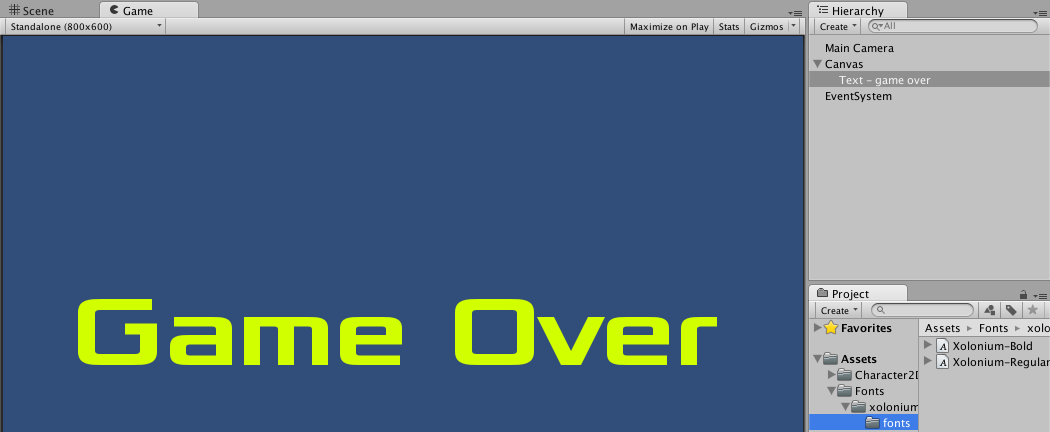 Scene
Game
Standalone (800x600)
Maximize on Play
Stats
Gizmos
Game Over
Hierarchy
Create
All
Main Camera
Canvas
Text - game over
EventSystem
Project
Create
Favorites
Assets
Character2D
Fonts
xolonium
fonts
Assets Fonts xolo
Xolonium-Bold
Xolonium-Regular